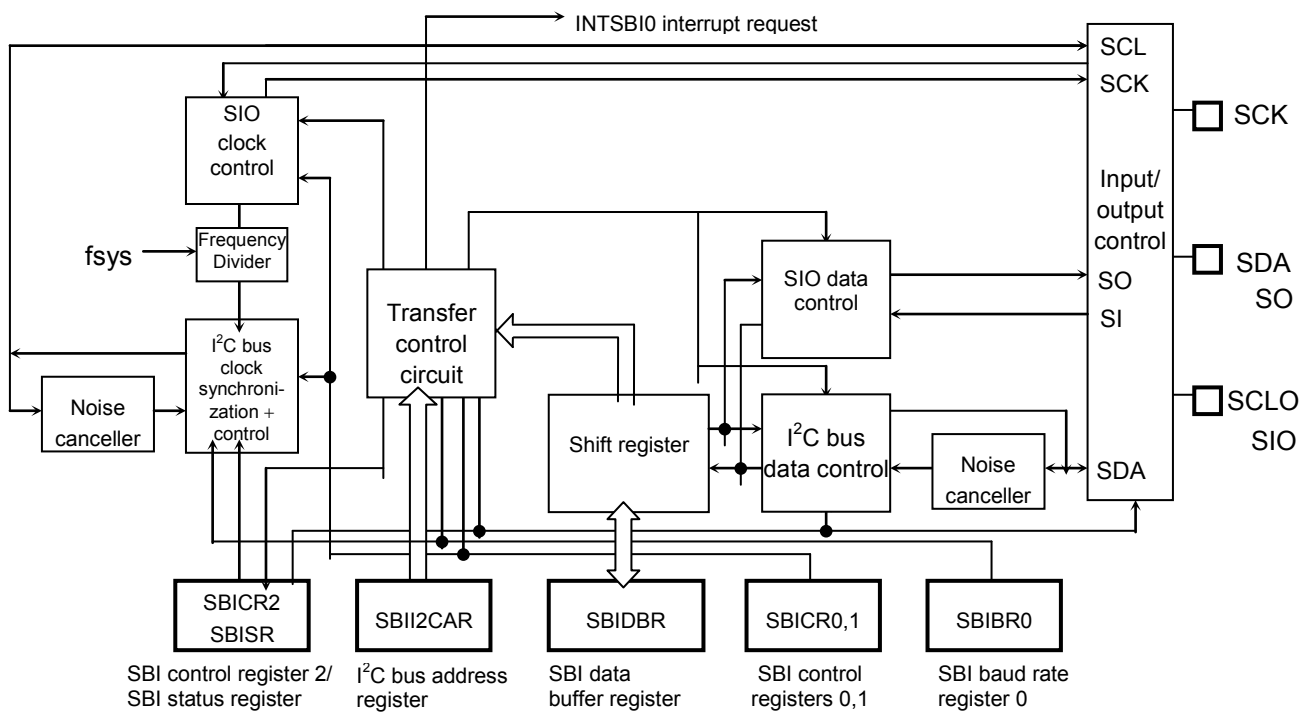 INTSBI0 interrupt request
SCL
SCK
SCK
SIO
clock
control
Input/
output
control
fsys
Frequency
Divider
SIO data
control
SO
SI
SDA
SO
Transfer
control
circuit
I²C bus
clock
synchroni-
zation +
control
Noise
canceller
Shift register
I²C bus
data control
Noise
canceller
SDA
SCLO
SIO
SBICR2
SBISR
SBII2CAR
SBIDBR
SBICR0,1
SBIBR0
SBI control register 2/
SBI status register
I²C bus address
register
SBI data
buffer register
SBI control
registers 0,1
SBI baud rate
register 0